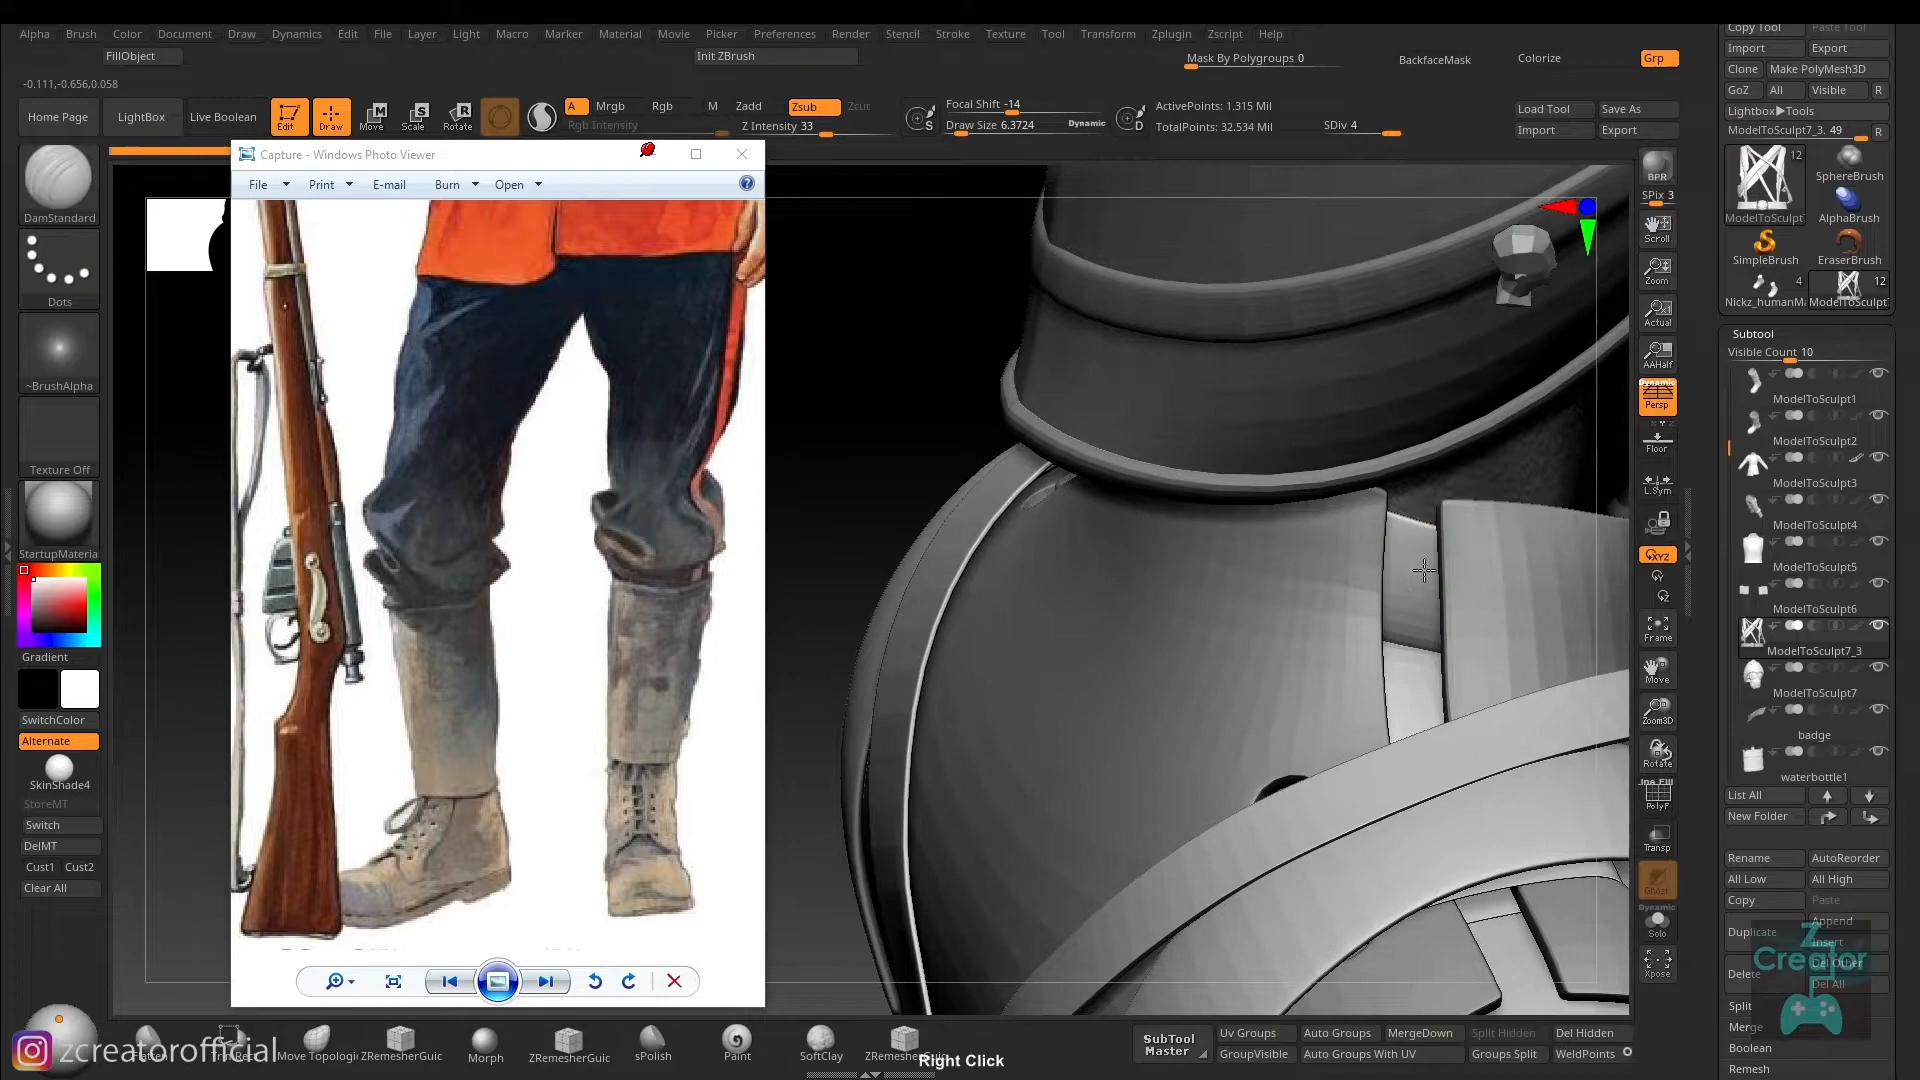 Alpha Brush Color Document Draw Dynamics Edit File Layer Light Macro Marker Material Movie Picker Preferences Render Stencil Stroke Texture Tool Transform Zplugin Zscript Help
FillObject Init ZBrush
-0.111,-0.656,0.058
Mask By Polygroups 0 BackfaceMask Colorize Grp
Home Page LightBox Live Boolean Edit Draw Move Scale Rotate
A Mrgb Rgb M Zadd Zsub Zcut
Rgb Intensity Z Intensity 33
S Focal Shift -14
Draw Size 6.3724 Dynamic D
ActivePoints: 1.315 Mil
TotalPoints: 32.534 Mil SDiv 4
Load Tool Save As
Import Export
Copy Tool Paste Tool
Import Export
Clone Make PolyMesh3D
GoZ All Visible R
Lightbox▶Tools
ModelToSculpt7_3. 49 R
12
ModelToSculpt SphereBrush
AlphaBrush
SimpleBrush EraserBrush
4 12
ModelToSculpt
Subtool
Visible Count 10
ModelToSculpt1
ModelToSculpt2
ModelToSculpt3
ModelToSculpt4
ModelToSculpt5
ModelToSculpt6
ModelToSculpt7_3
ModelToSculpt7
badge
waterbottle1
List All
New Folder
Rename AutoReorder
All Low All High
Copy Paste
Append
Duplicate Insert
Del Other
Delete Del All
Split
Merge
Boolean
Remesh
Z
Creator
DamStandard
Dots
~BrushAlpha
Texture Off
StartupMateria
Gradient
SwitchColor
Alternate
SkinShade4
StoreMT
Switch
DelMT
Cust1 Cust2
Clear All
Capture - Windows Photo Viewer
File Print E-mail Burn Open
BPR
SPix 3
Scroll
Zoom
Actual
AAHalf
Dynamic
Persp
Floor
L.Sym
XYZ
Frame
Move
Zoom3D
Rotate
PolyF
Transp
Ghost
Dynamic
Solo
Xpose
zcreatorofficial
Move Topologi ZRemesherGuic Morph ZRemesherGuic sPolish Paint SoftClay
Right Click
SubTool
Master
Uv Groups Auto Groups MergeDown Split Hidden Del Hidden
GroupVisible Auto Groups With UV Groups Split WeldPoints